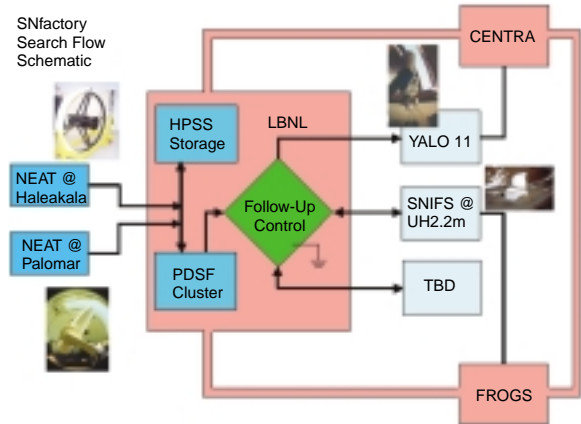 SNfactory
Search Flow
Schematic
CENTRA
HPSS
Storage
LBNL
YALO 11
NEAT @
Haleakala
Follow-Up
Control
SNIFS @
UH2.2m
NEAT @
Palomar
PDSF
Cluster
TBD
FROGS